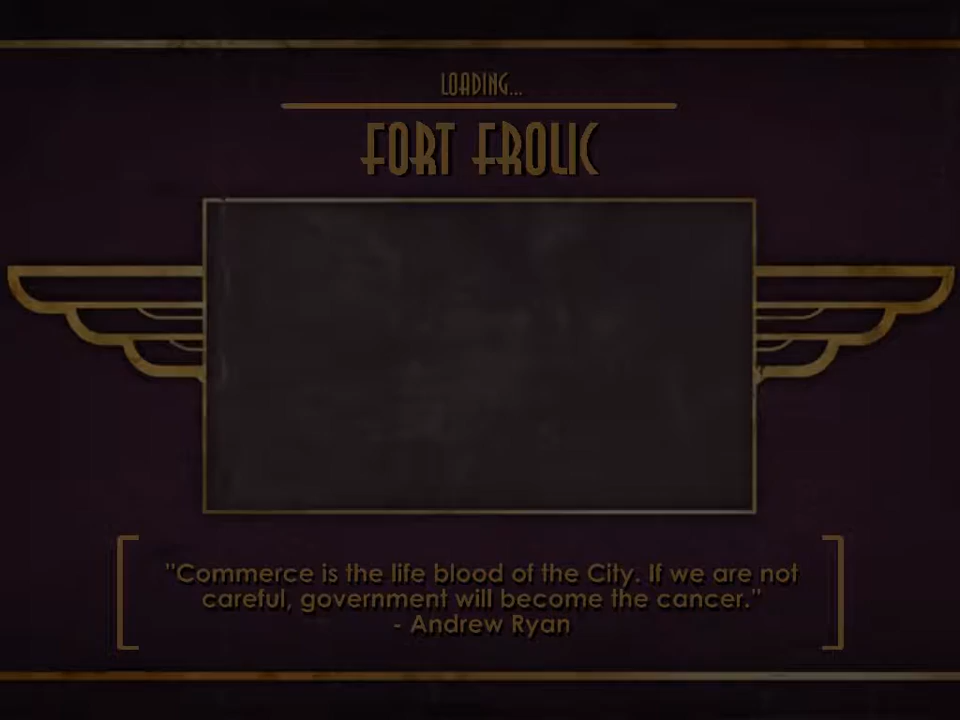 LOADING...
FORT FROLIC
"Commerce is the life blood of the City. If we are not
careful, government will become the cancer."
- Andrew Ryan